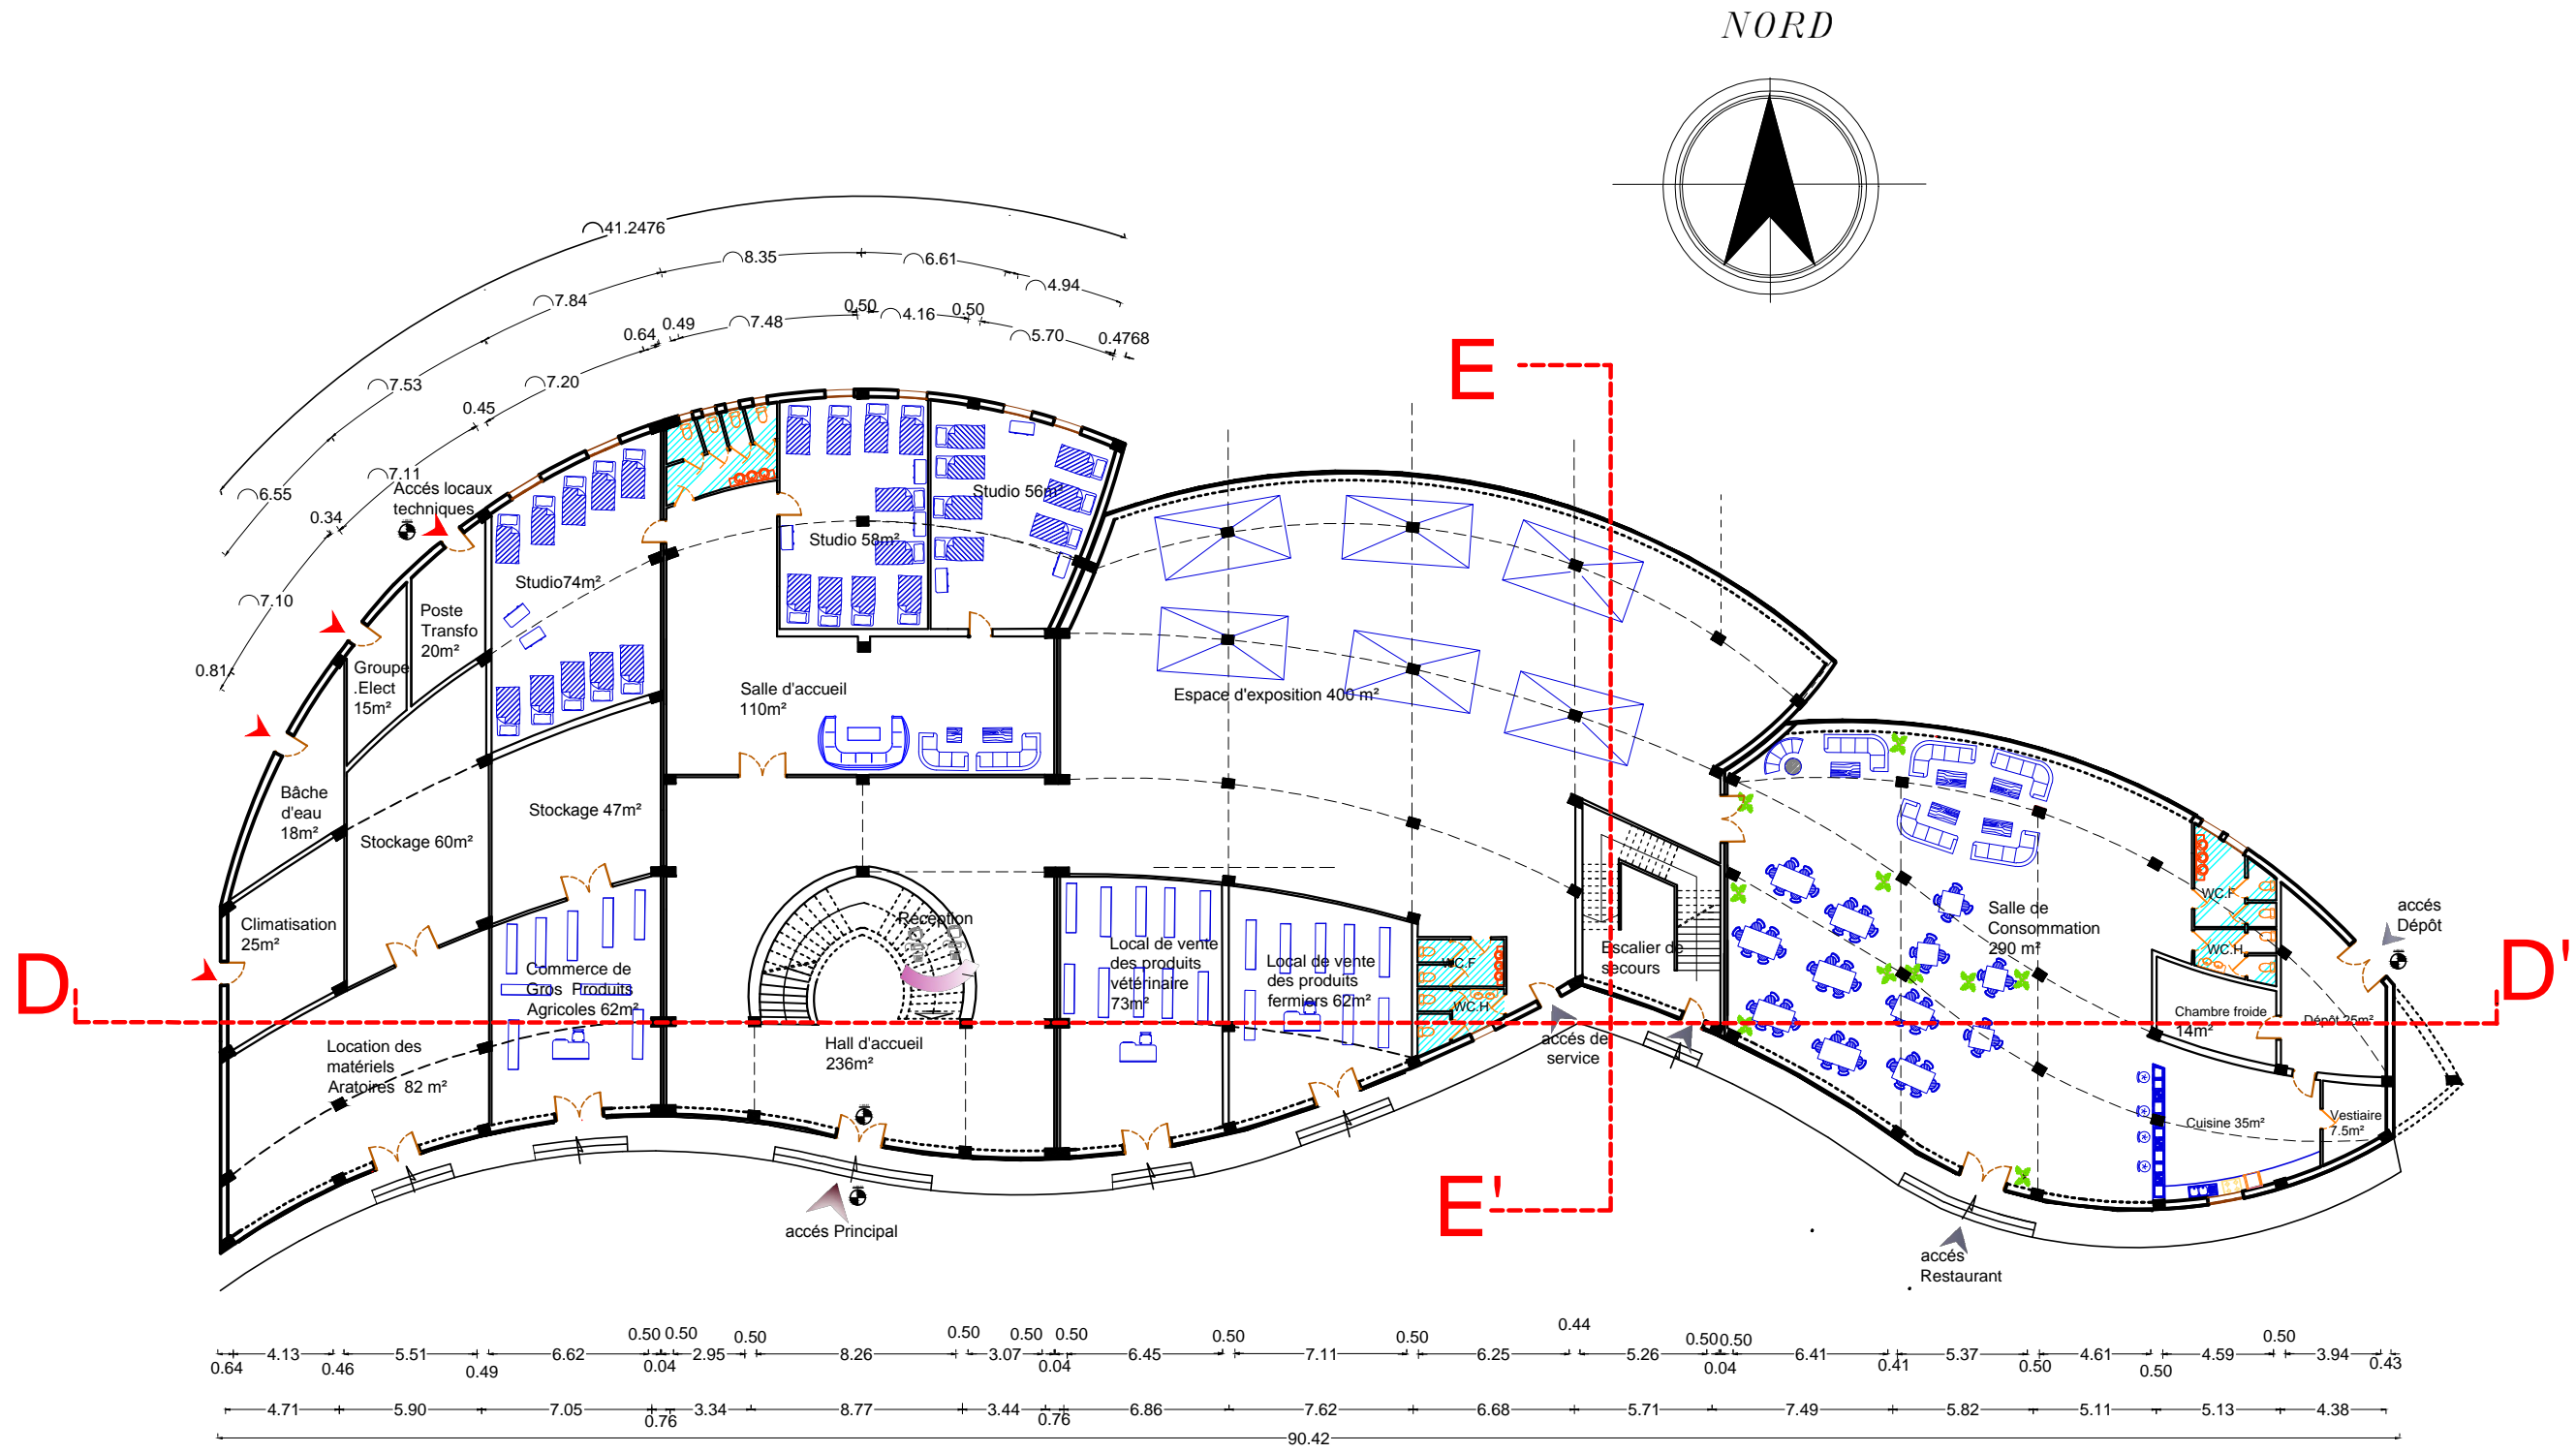 NORD
41.2476
8.35
6.61
4.94
7.84
0.50
4.16
0.50
7.48
0.49
0.64
5.70
0.4768
7.53
7.20
0.45
7.11
6.55
0.34
7.10
0.81
E
Accés locaux
techniques
Studio 56m²
Studio 58m²
Studio74m²
Poste
Transfo
20m²
Groupe
.Elect
15m²
Salle d'accueil
110m²
Espace d'exposition 400 m²
Bâche
d'eau
18m²
Stockage 47m²
Stockage 60m²
Climatisation
25m²
Réception
Commerce de
Gros Produits
Agricoles 62m²
Local de vente
des produits
vétérinaire
73m²
Local de vente
des produits
fermiers 62m²
WC.F
WC.H
Escalier de
secours
Salle de
Consommation
290 m²
WC.F
WC.H
accés
Dépôt
D
D'
Chambre froide
14m²
Dépôt 25m²
Location des
matériels
Aratoires 82 m²
Hall d'accueil
236m²
accés de
service
Cuisine 35m²
Vestiaire
7.5m²
E'
accés Principal
accés
Restaurant
0.50 0.50 0.50 0.50 0.50 0.50 0.50 0.50 0.44 0.50 0.50 0.50
4.13 5.51 6.62 2.95 8.26 3.07 6.45 7.11 6.25 5.26 6.41 5.37 4.61 4.59 3.94
0.64 0.46 0.49 0.04 0.04 0.04 0.41 0.50 0.50 0.43
4.71 5.90 7.05 3.34 8.77 3.44 6.86 7.62 6.68 5.71 7.49 5.82 5.11 5.13 4.38
0.76 0.76
90.42